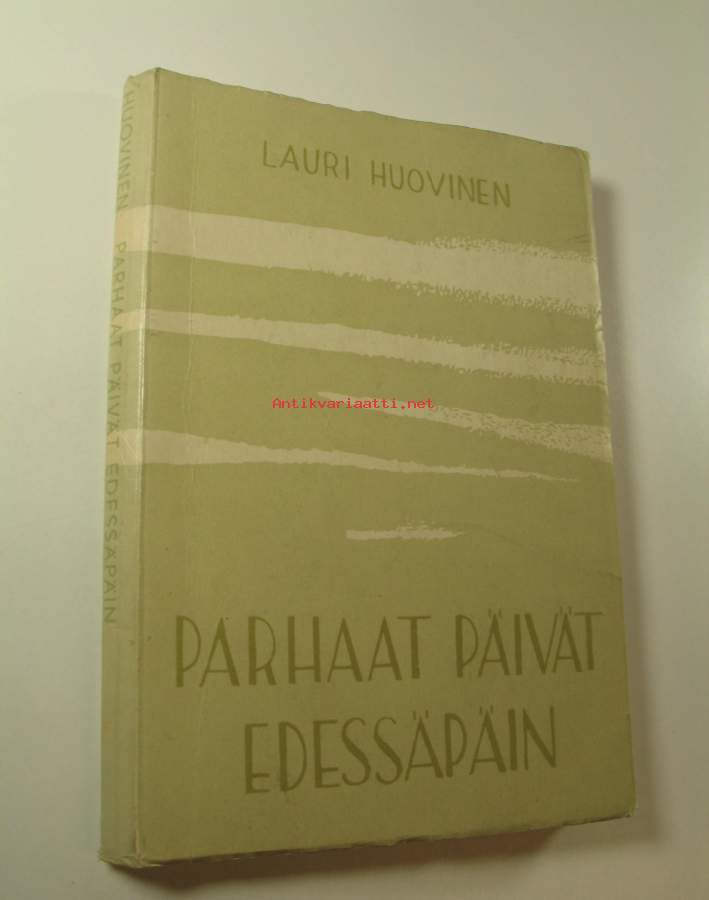 LAURI HUOVINEN
PARHAAT PÄIVÄT
EDESSÄPÄIN
HUOVINEN PARHAAT PÄIVÄT EDESSÄPÄIN
Antikvariaatti.net